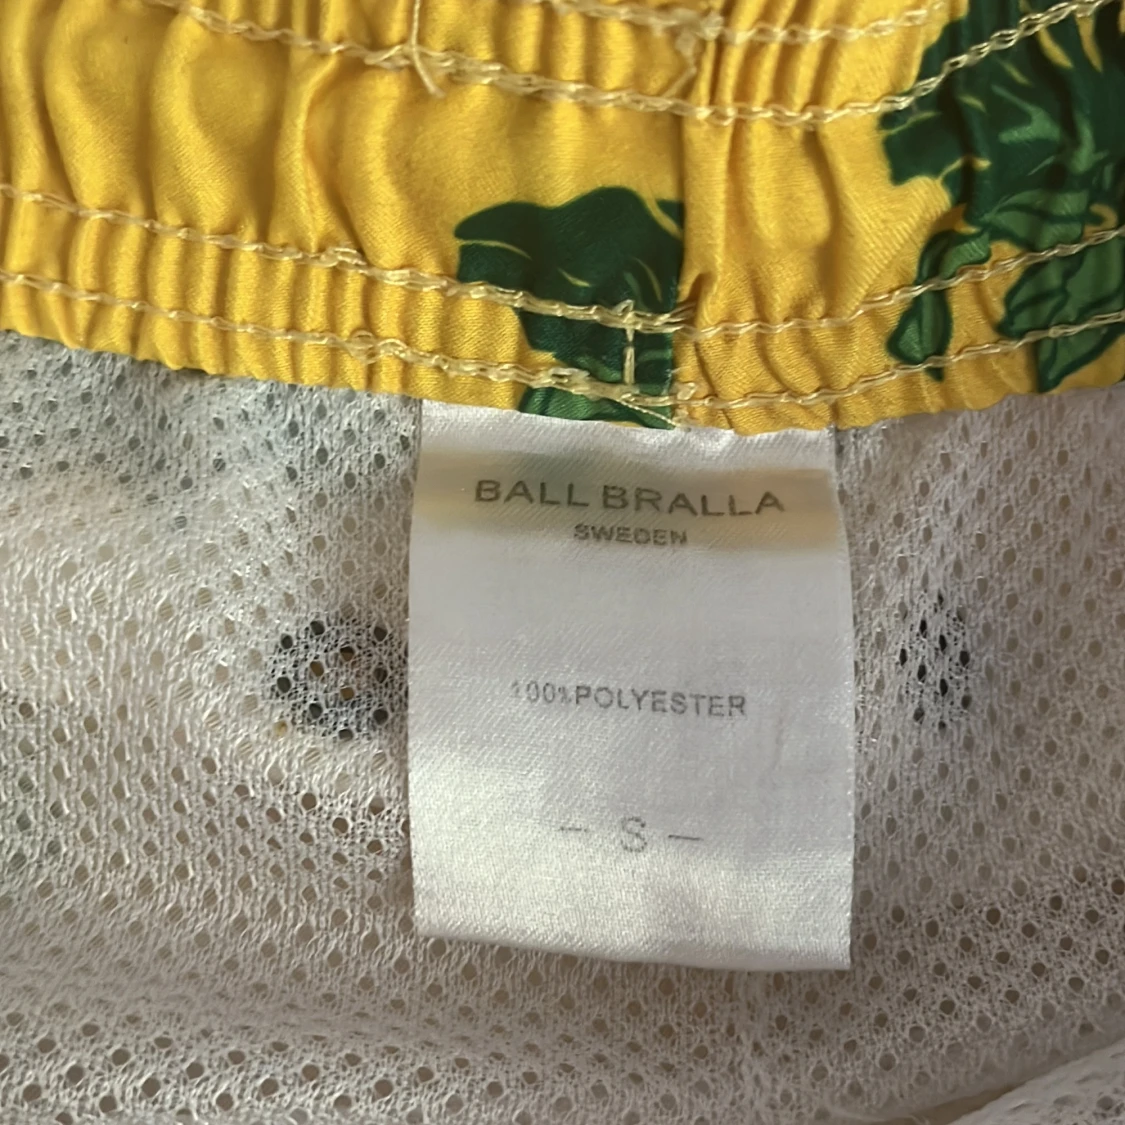 BALL BRALLA
SWEDEN
100%POLYESTER
- S -